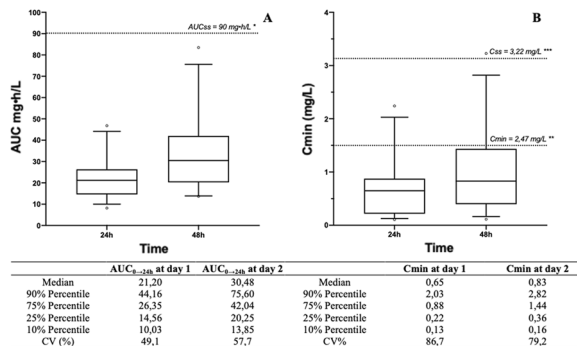 A
AUCss = 90 mg•h/L *
AUC mg•h/L
100
90
80
70
60
50
40
30
20
10
0
24h
48h
Time
B
Css = 3,22 mg/L ***
Cmin = 2,47 mg/L **
Cmin (mg/L)
4
3
2
1
0
24h
48h
Time
AUC0→24h at day 1 AUC0→24h at day 2 Cmin at day 1 Cmin at day 2
Median 21,20 30,48 Median 0,65 0,83
90% Percentile 44,16 75,60 90% Percentile 2,03 2,82
75% Percentile 26,35 42,04 75% Percentile 0,88 1,44
25% Percentile 14,56 20,25 25% Percentile 0,22 0,36
10% Percentile 10,03 13,85 10% Percentile 0,13 0,16
CV (%) 49,1 57,7 CV% 86,7 79,2